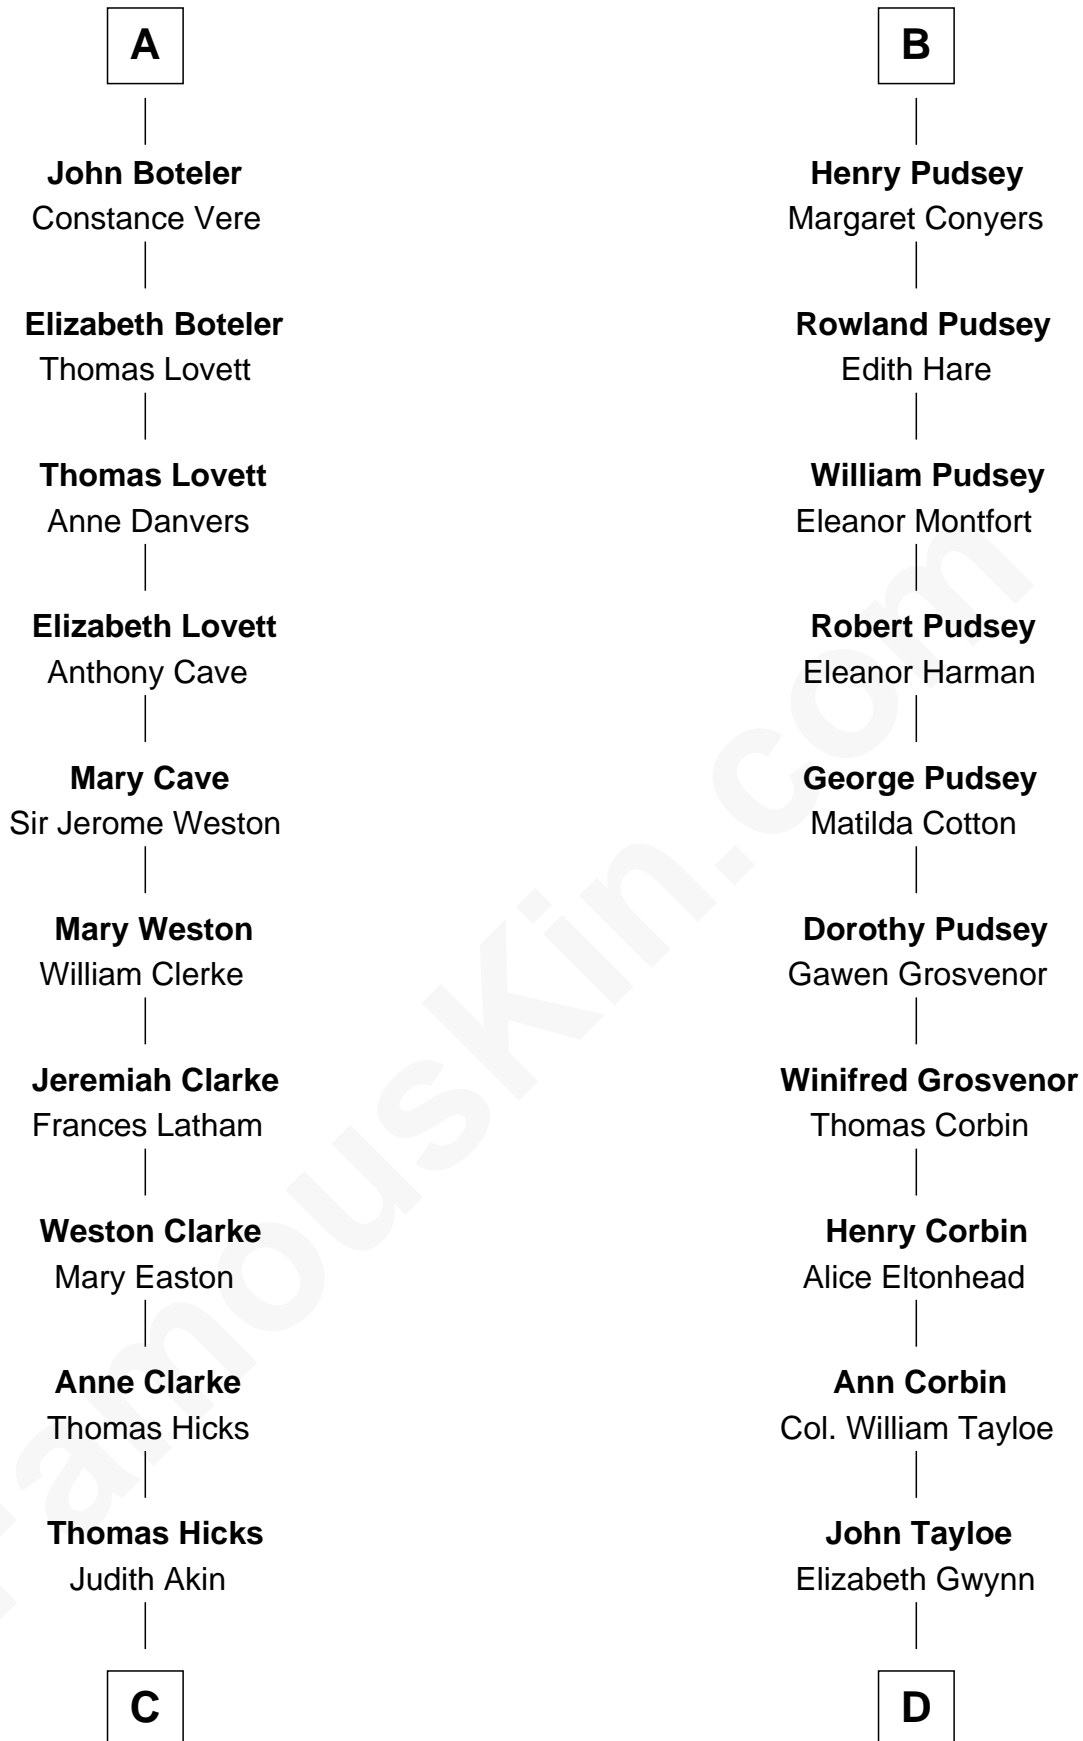 A
John Boteler
Constance Vere
Elizabeth Boteler
Thomas Lovett
Thomas Lovett
Anne Danvers
Elizabeth Lovett
Anthony Cave
Mary Cave
Sir Jerome Weston
Mary Weston
William Clerke
Jeremiah Clarke
Frances Latham
Weston Clarke
Mary Easton
Anne Clarke
Thomas Hicks
Thomas Hicks
Judith Akin
C
B
Henry Pudsey
Margaret Conyers
Rowland Pudsey
Edith Hare
William Pudsey
Eleanor Montfort
Robert Pudsey
Eleanor Harman
George Pudsey
Matilda Cotton
Dorothy Pudsey
Gawen Grosvenor
Winifred Grosvenor
Thomas Corbin
Henry Corbin
Alice Eltonhead
Ann Corbin
Col. William Tayloe
John Tayloe
Elizabeth Gwynn
D
FamousKin.com